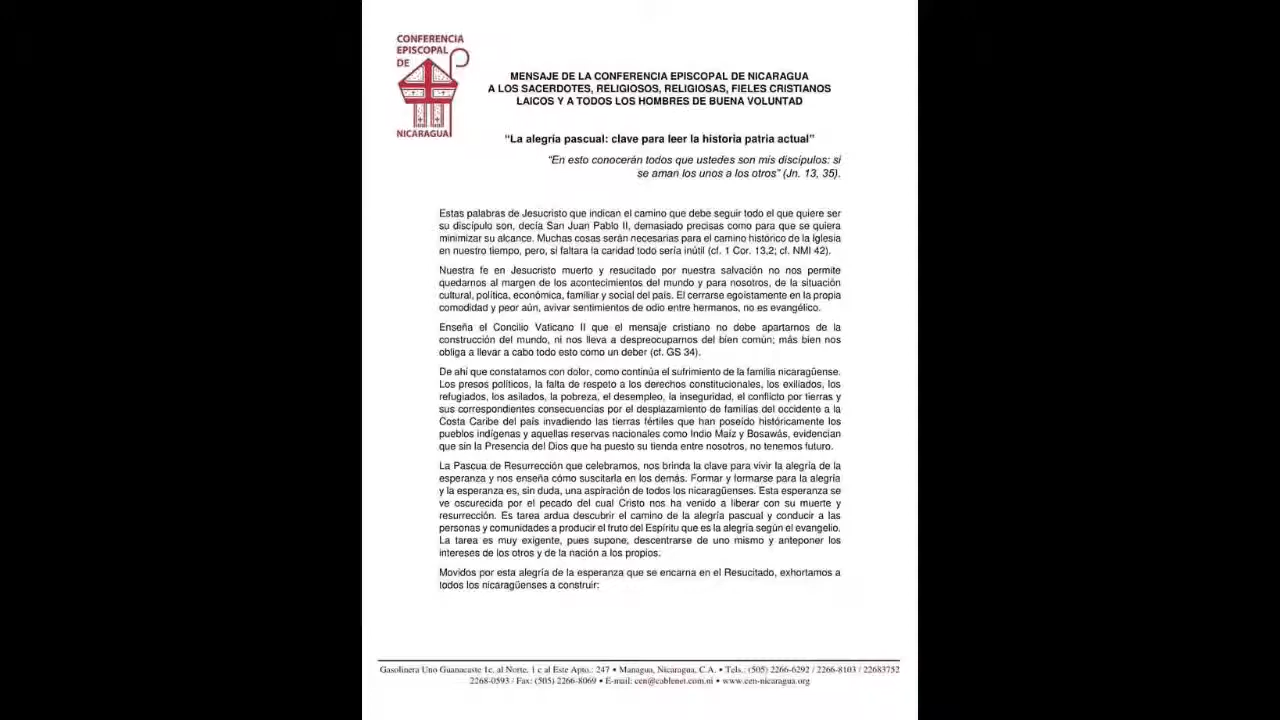 CONFERENCIA
EPISCOPAL
DE
NICARAGUA
MENSAJE DE LA CONFERENCIA EPISCOPAL DE NICARAGUA
A LOS SACERDOTES, RELIGIOSOS, RELIGIOSAS, FIELES CRISTIANOS
LAICOS Y A TODOS LOS HOMBRES DE BUENA VOLUNTAD
“La alegría pascual: clave para leer la historia patria actual”
“En esto conocerán todos que ustedes son mis discípulos: si
se aman los unos a los otros” (Jn. 13, 35).
Estas palabras de Jesucristo que indican el camino que debe seguir todo el que quiere ser
su discípulo son, decía San Juan Pablo II, demasiado precisas como para que se quiera
minimizar su alcance. Muchas cosas serán necesarias para el camino histórico de la Iglesia
en nuestro tiempo, pero, si faltara la caridad todo sería inútil (cf. 1 Cor. 13,2; cf. NMI 42).
Nuestra fe en Jesucristo muerto y resucitado por nuestra salvación no nos permite
quedarnos al margen de los acontecimientos del mundo y para nosotros, de la situación
cultural, política, económica, familiar y social del país. El cerrarse egoístamente en la propia
comodidad y peor aún, avivar sentimientos de odio entre hermanos, no es evangélico.
Enseña el Concilio Vaticano II que el mensaje cristiano no debe apartarnos de la
construcción del mundo, ni nos lleva a despreocuparnos del bien común; más bien nos
obliga a llevar a cabo todo esto como un deber (cf. GS 34).
De ahí que constatamos con dolor, como continúa el sufrimiento de la familia nicaragüense.
Los presos políticos, la falta de respeto a los derechos constitucionales, los exiliados, los
refugiados, los asilados, la pobreza, el desempleo, la inseguridad, el conflicto por tierras y
sus correspondientes consecuencias por el desplazamiento de familias del occidente a la
Costa Caribe del país invadiendo las tierras fértiles que han poseído históricamente los
pueblos indígenas y aquellas reservas nacionales como Indio Maíz y Bosawás, evidencian
que sin la Presencia del Dios que ha puesto su tienda entre nosotros, no tenemos futuro.
La Pascua de Resurrección que celebramos, nos brinda la clave para vivir la alegría de la
esperanza y nos enseña cómo suscitarla en los demás. Formar y formarse para la alegría
y la esperanza es, sin duda, una aspiración de todos los nicaragüenses. Esta esperanza se
ve oscurecida por el pecado del cual Cristo nos ha venido a liberar con su muerte y
resurrección. Es tarea ardua descubrir el camino de la alegría pascual y conducir a las
personas y comunidades a producir el fruto del Espíritu que es la alegría según el evangelio.
La tarea es muy exigente, pues supone, descentrarse de uno mismo y anteponer los
intereses de los otros y de la nación a los propios.
Movidos por esta alegría de la esperanza que se encarna en el Resucitado, exhortamos a
todos los nicaragüenses a construir:
Gasolinera Uno Guanacaste 1c. al Norte, 1 c al Este Apto.: 247 • Managua, Nicaragua, C.A. • Tels.: (505) 2266-6292 / 2266-8103 / 22683752
2268-0593 / Fax: (505) 2266-8069 • E-mail: cen@cablenet.com.ni • www.cen-nicaragua.org